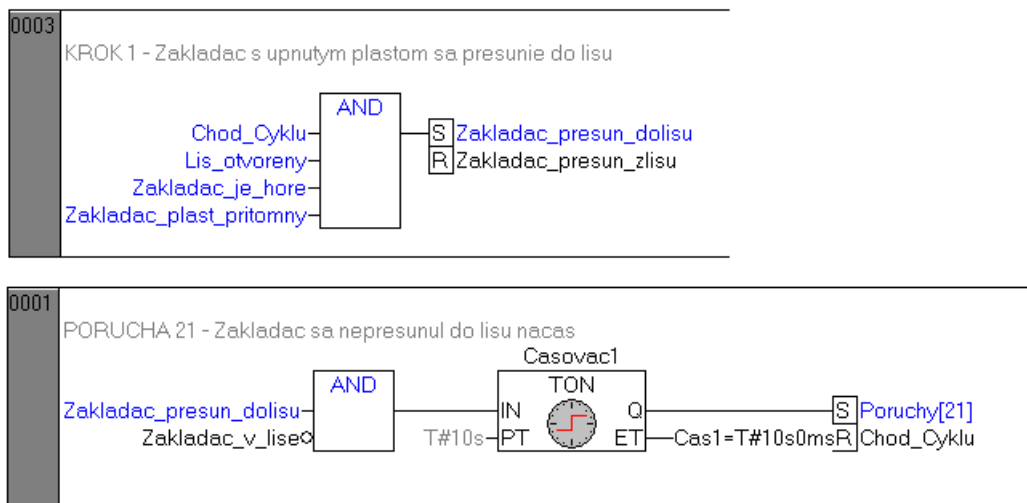 0003
KROK 1 - Zakladac s upnutym plastom sa presunie do lisu
AND
Chod_Cyklu
S Zakladac_presun_dolisu
Lis_otvoreny
R Zakladac_presun_zlisu
Zakladac_je_hore
Zakladac_plast_pritomny
0001
PORUCHA 21 - Zakladac sa nepresunul do lisu nacas
Casovac1
AND
TON
Zakladac_presun_dolisu
IN
Q
S Poruchy[21]
Zakladac_v_lise
T#10s
PT
ET
Cas1=T#10s0ms
R Chod_Cyklu